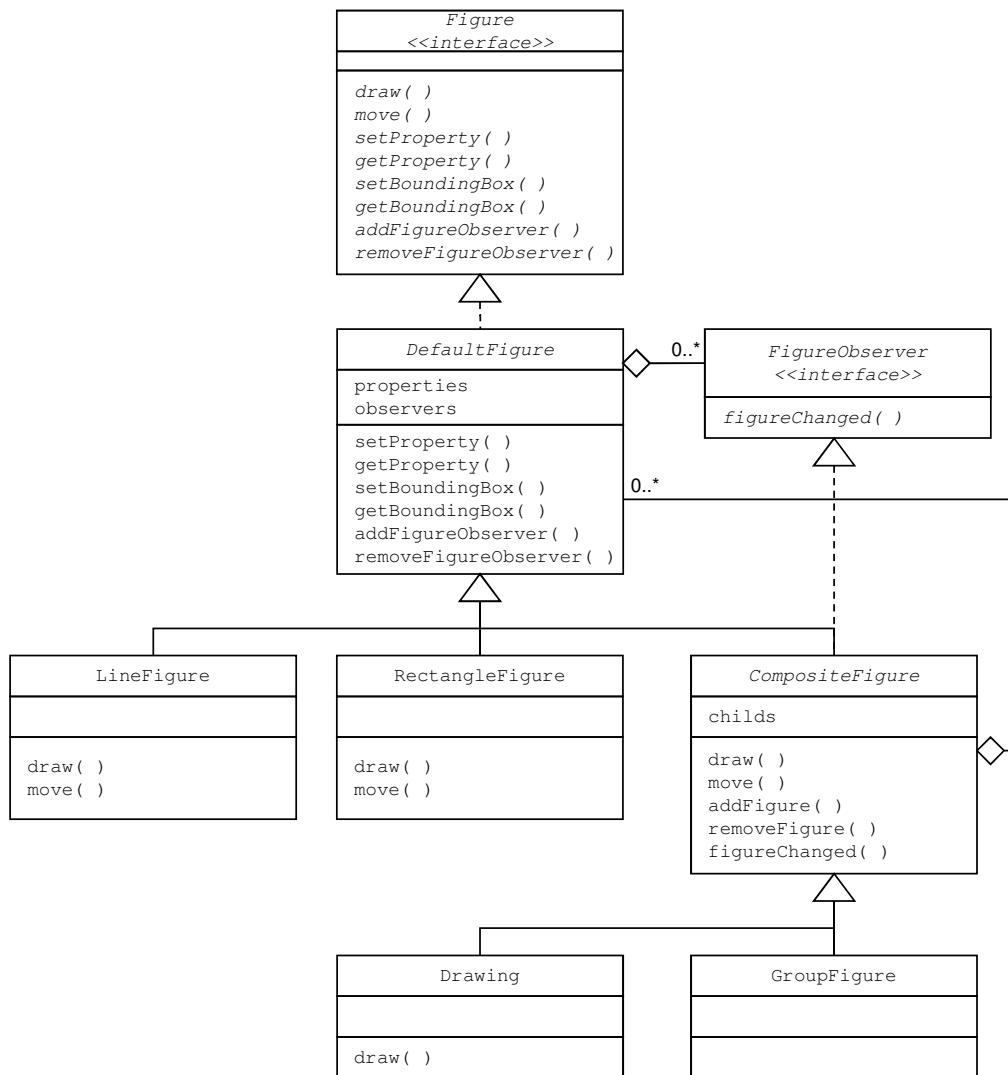 Figure
<<interface>>
draw( )
move( )
setProperty( )
getProperty( )
setBoundingBox( )
getBoundingBox( )
addFigureObserver( )
removeFigureObserver( )
DefaultFigure
properties
observers
setProperty( )
getProperty( )
setBoundingBox( )
getBoundingBox( )
addFigureObserver( )
removeFigureObserver( )
0..*
FigureObserver
<<interface>>
figureChanged( )
0..*
LineFigure
draw( )
move( )
RectangleFigure
draw( )
move( )
CompositeFigure
childs
draw( )
move( )
addFigure( )
removeFigure( )
figureChanged( )
Drawing
draw( )
GroupFigure